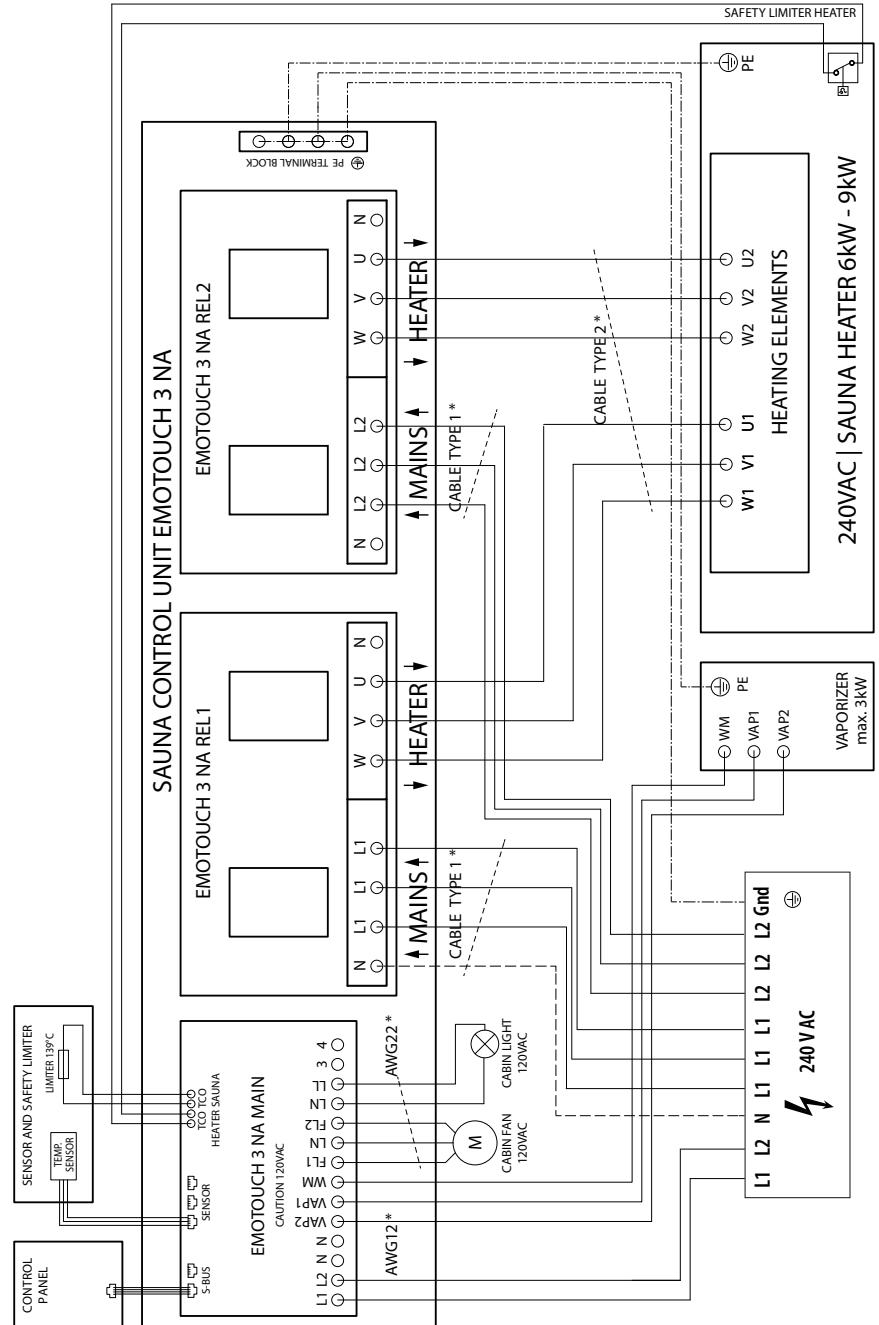 SAFETY LIMITER HEATER
PE
240VAC | SAUNA HEATER 6kW - 9kW
HEATING ELEMENTS
U2
V2
W2
U1
V1
W1
PE TERMINAL BLOCK
SAUNA CONTROL UNIT EMOTOUCH 3 NA
EMOTOUCH 3 NA REL2
N
U
V
W
L2
L2
L2
N
HEATER
MAINS
CABLE TYPE 1 *
CABLE TYPE 2 *
EMOTOUCH 3 NA REL1
N
U
V
W
L1
L1
L1
N
HEATER
MAINS
CABLE TYPE 1 *
PE
WM
VAP1
VAP2
VAPORIZER
max. 3kW
SENSOR AND SAFETY LIMITER
LIMITER 139°C
TEMP.
SENSOR
CONTROL
PANEL
EMOTOUCH 3 NA MAIN
CAUTION 120VAC
TCO TCO
HEATER SAUNA
SENSOR
S-BUS
4
3
LL
LN
FL2
LN
FL1
WM
VAP1
VAP2
N
N
L2
L1
AWG22 *
AWG12 *
CABIN LIGHT
120VAC
M
CABIN FAN
120VAC
L1 L2 N L1 L1 L1 L2 L2 L2 Gnd
240 V AC